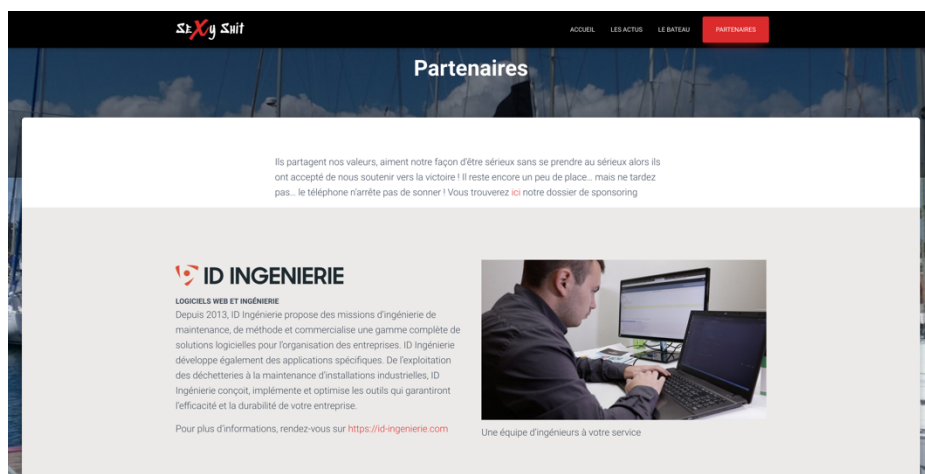 SEXy SHiT
ACCUEIL LES ACTUS LE BATEAU PARTENAIRES
Partenaires
Ils partagent nos valeurs, aiment notre façon d'être sérieux sans se prendre au sérieux alors ils
ont accepté de nous soutenir vers la victoire ! Il reste encore un peu de place... mais ne tardez
pas... le téléphone n'arrête pas de sonner ! Vous trouverez ici notre dossier de sponsoring
ID INGENIERIE
LOGICIELS WEB ET INGÉNIERIE
Depuis 2013, ID Ingénierie propose des missions d'ingénierie de
maintenance, de méthode et commercialise une gamme complète de
solutions logicielles pour l'organisation des entreprises. ID Ingénierie
développe également des applications spécifiques. De l'exploitation
des déchetteries à la maintenance d'installations industrielles, ID
Ingénierie conçoit, implémente et optimise les outils qui garantiront
l'efficacité et la durabilité de votre entreprise.
Pour plus d'informations, rendez-vous sur https://id-ingenierie.com
Une équipe d'ingénieurs à votre service